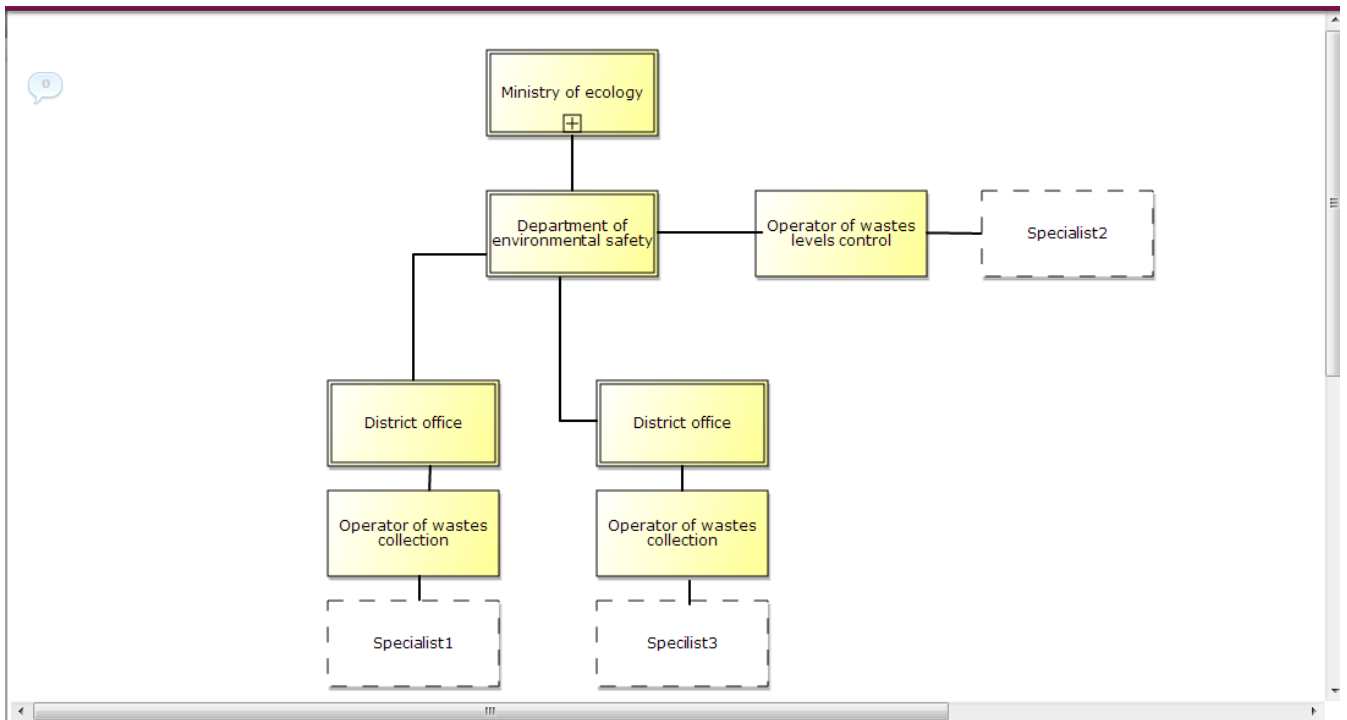 0
Ministry of ecology
Department of
environmental safety
Operator of wastes
levels control
Specialist2
District office
District office
Operator of wastes
collection
Operator of wastes
collection
Specialist1
Specilist3